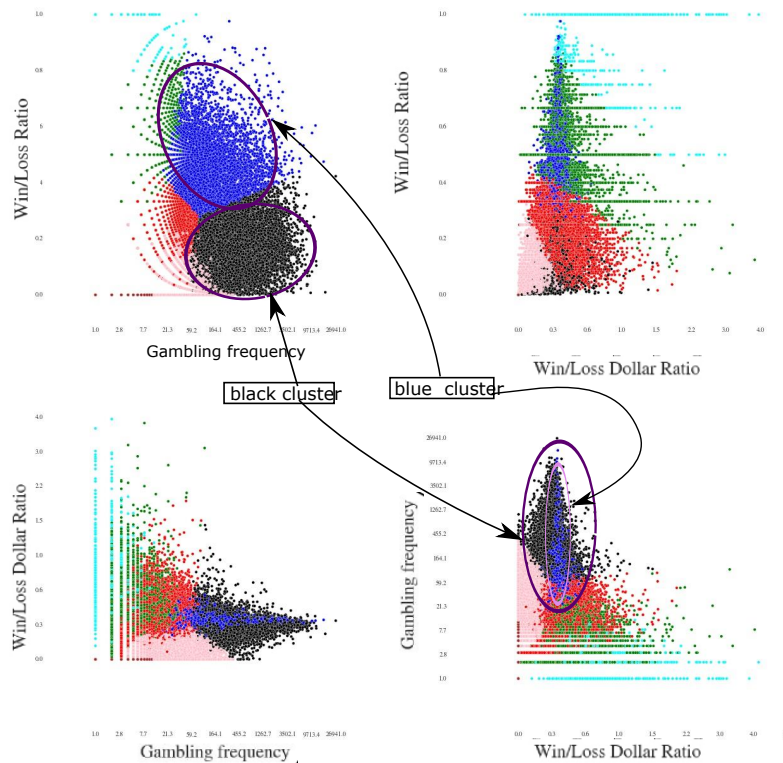 Win/Loss Ratio
1.0
0.8
6
4
0.2
0.0
1.0 2.8 7.7 21.3 59.2 164.1 455.2 1262.7 3502.1 9713.4 26941.0
Gambling frequency
Win/Loss Ratio
1.0
0.8
0.6
0.4
0.2
0.0
0.0 0.3 0.6 1.0 1.5 2.2 3.0 4.0
Win/Loss Dollar Ratio
black cluster
blue cluster
Win/Loss Dollar Ratio
4.0
3.0
2.2
1.5
1.0
0.6
0.3
0.0
1.0 2.8 7.7 21.3 59.2 164.1 455.2 1262.7 3502.1 9713.4 26941.0
Gambling frequency
Gambling frequency
26941.0
9713.4
3502.1
1262.7
455.2
164.1
59.2
21.3
7.7
2.8
1.0
0.0 0.3 0.6 1.0 1.5 2.2 3.0 4.0
Win/Loss Dollar Ratio